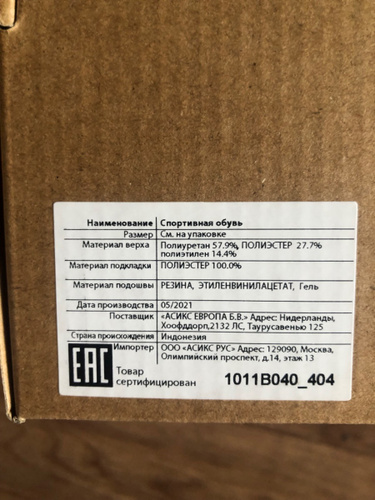 Наименование Спортивная обувь
Размер См. на упаковке
Материал верха Полиуретан 57.9%, ПОЛИЭСТЕР 27.7%
полиэтилен 14.4%
Материал подкладки ПОЛИЭСТЕР 100.0%
Материал подошвы РЕЗИНА, ЭТИЛЕНВИНИЛАЦЕТАТ, Гель
Дата производства 05/2021
Поставщик «АСИКС ЕВРОПА Б.В.» Адрес: Нидерланды,
Хоофддорп,2132 ЛС, Таурусавеню 125
Страна происхождения Индонезия
Импортер ООО «АСИКС РУС» Адрес: 129090, Москва,
Олимпийский проспект, д.14, этаж 13
EAC Товар
сертифицирован 1011B040_404